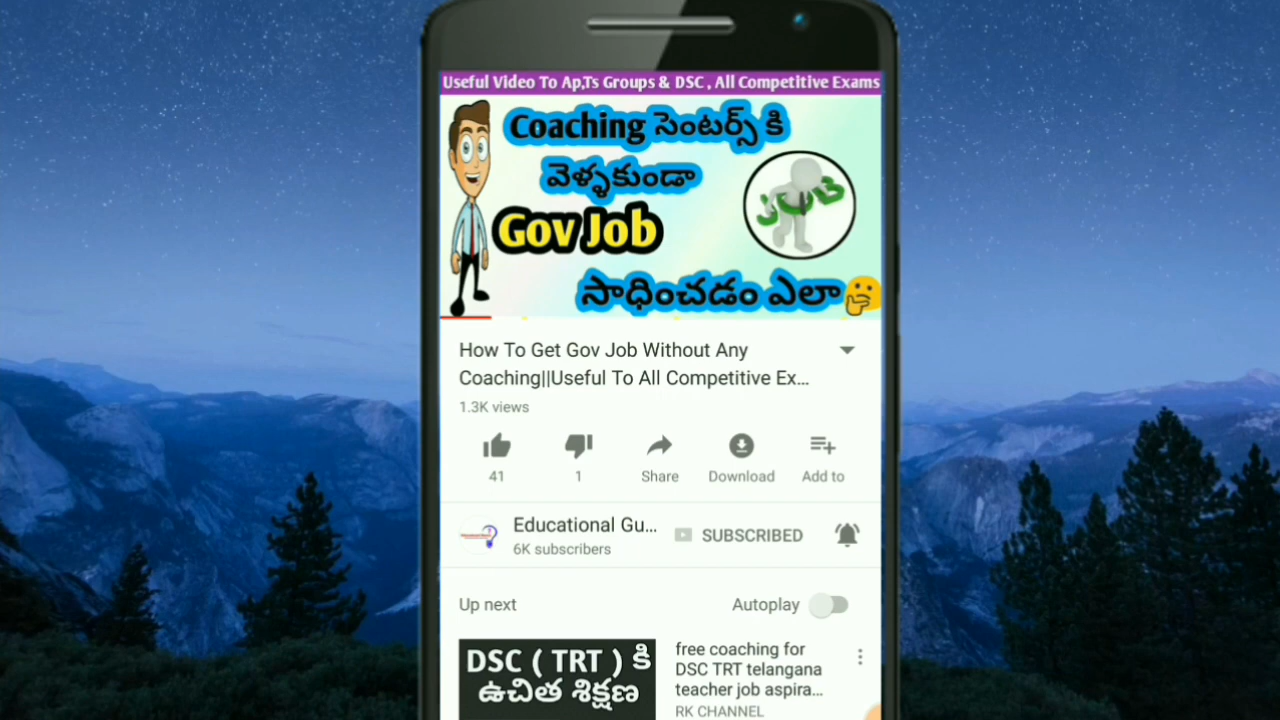 Useful Video To Ap,Ts Groups & DSC , All Competitive Exams
Coaching సెంటర్స్ కి
వెళ్ళకుండా
Gov Job
JOB
సాధించడం ఎలా
How To Get Gov Job Without Any
Coaching||Useful To All Competitive Ex...
1.3K views
41
1
Share
Download
Add to
Educational Gu...
SUBSCRIBED
6K subscribers
Up next
Autoplay
DSC ( TRT ) కి
ఉచిత శిక్షణ
free coaching for
DSC TRT telangana
teacher job aspira...
RK CHANNEL